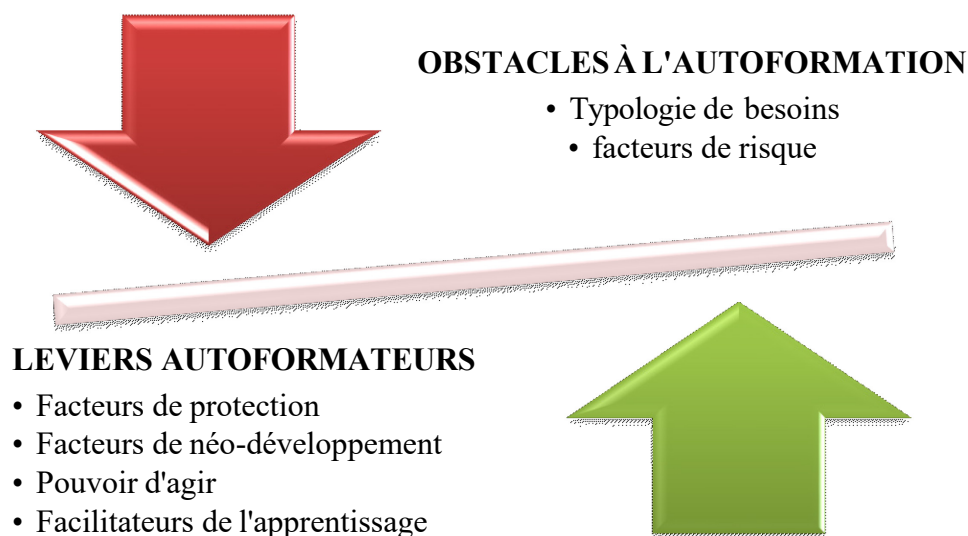 OBSTACLES À L'AUTOFORMATION
• Typologie de besoins
• facteurs de risque
LEVIERS AUTOFORMATEURS
• Facteurs de protection
• Facteurs de néo-développement
• Pouvoir d'agir
• Facilitateurs de l'apprentissage